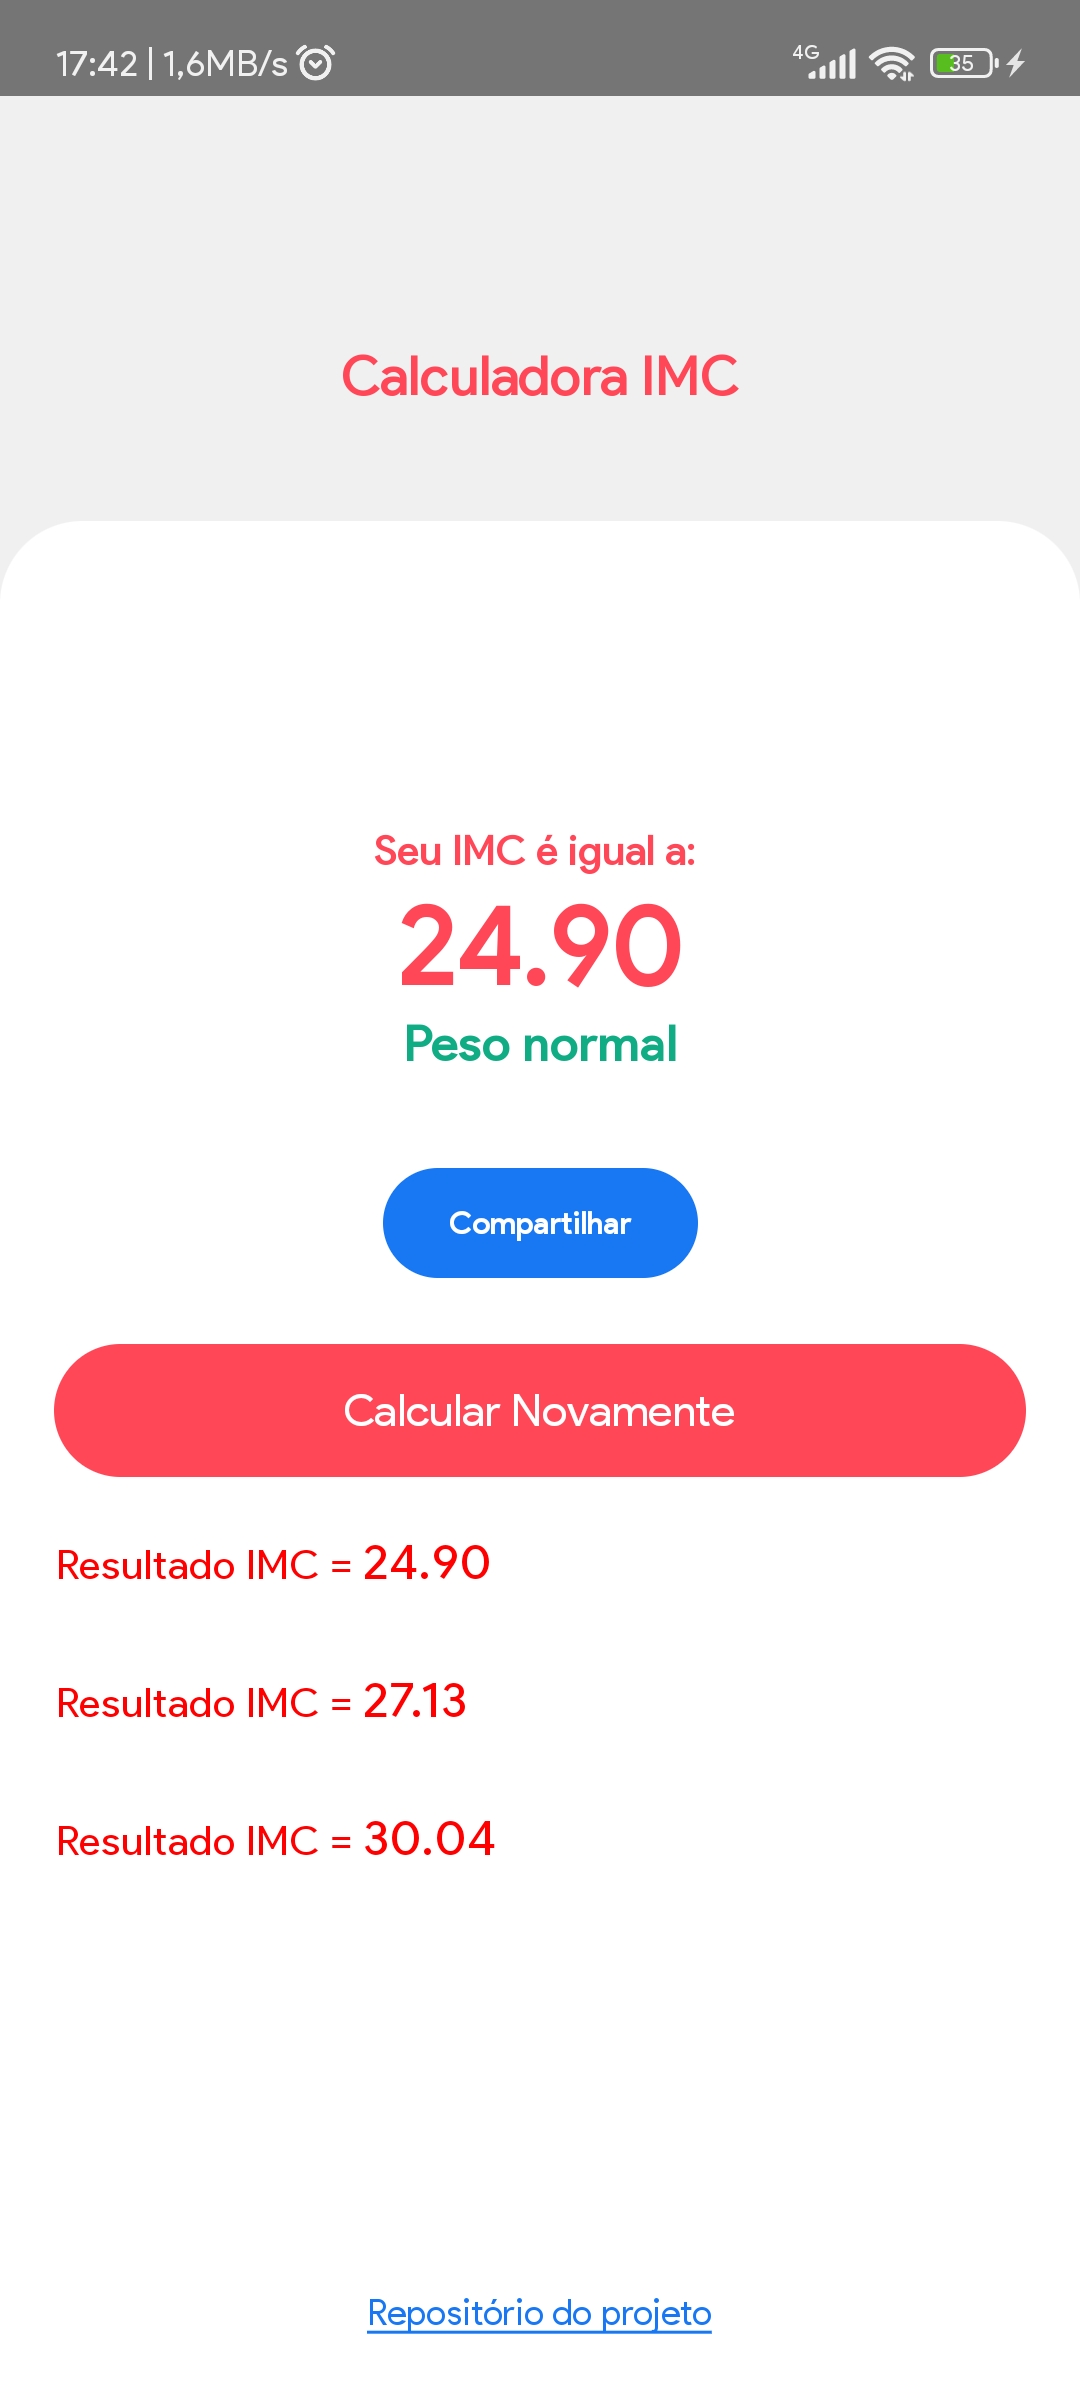 17:42 | 1,6MB/s
4G
35
Calculadora IMC
Seu IMC é igual a:
24.90
Peso normal
Compartilhar
Calcular Novamente
Resultado IMC = 24.90
Resultado IMC = 27.13
Resultado IMC = 30.04
Repositório do projeto